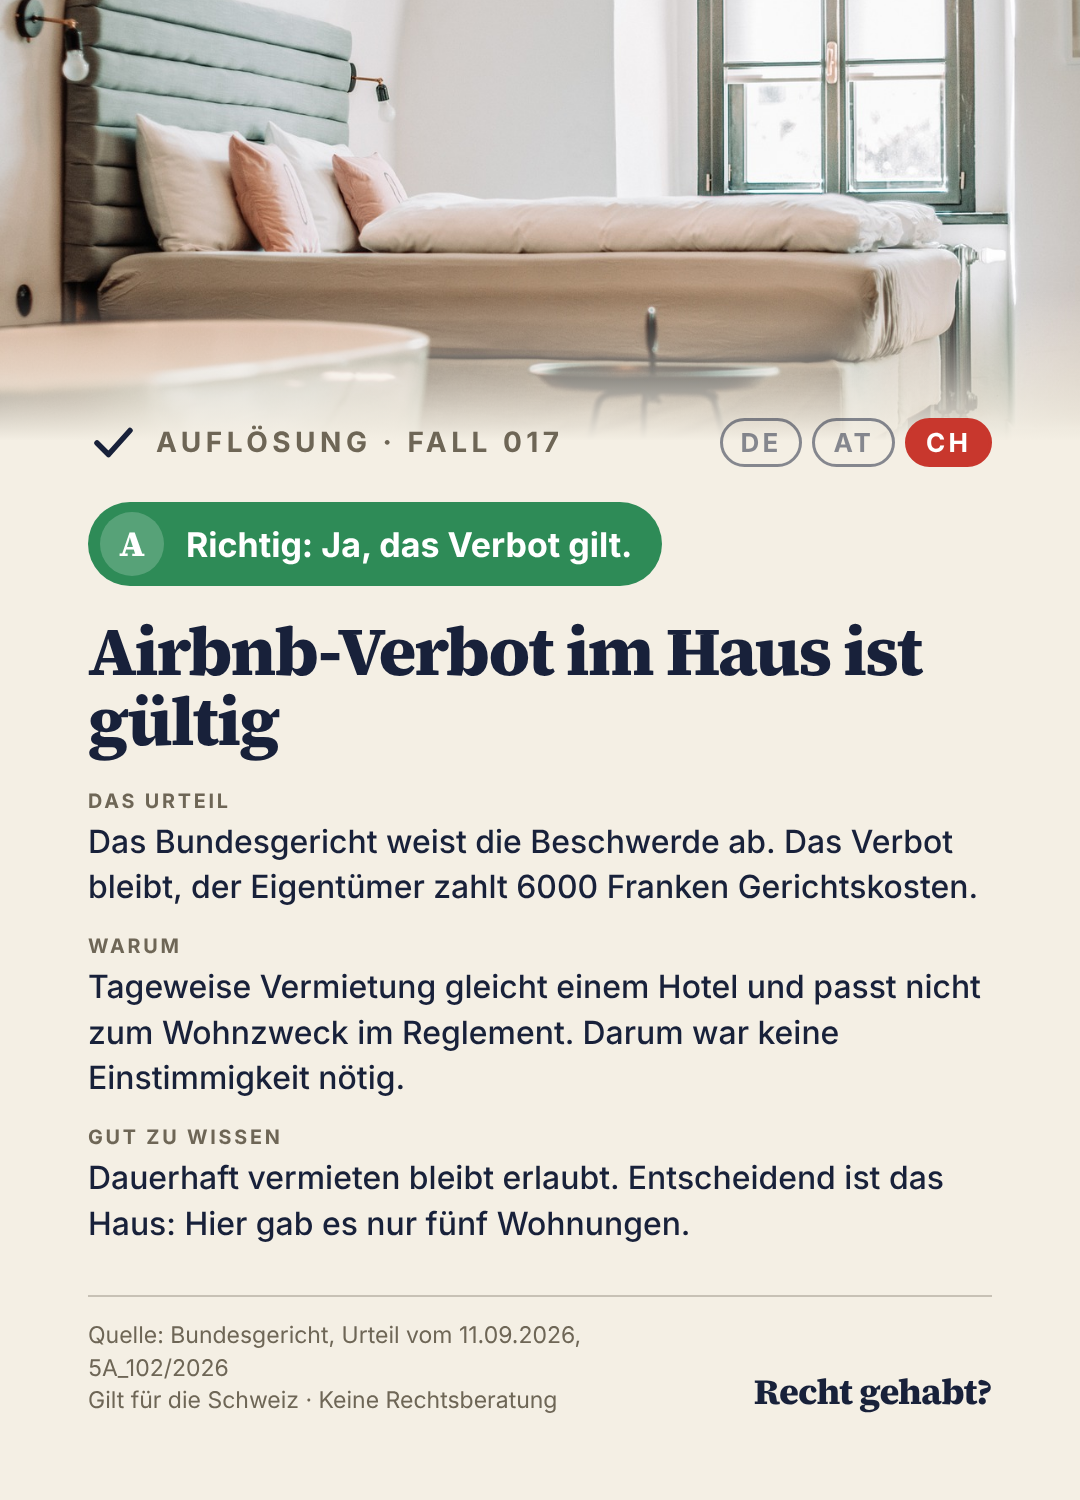 AUFLÖSUNG · FALL 017
DE AT CH
A Richtig: Ja, das Verbot gilt.
Airbnb-Verbot im Haus ist
gültig
DAS URTEIL
Das Bundesgericht weist die Beschwerde ab. Das Verbot
bleibt, der Eigentümer zahlt 6000 Franken Gerichtskosten.
WARUM
Tageweise Vermietung gleicht einem Hotel und passt nicht
zum Wohnzweck im Reglement. Darum war keine
Einstimmigkeit nötig.
GUT ZU WISSEN
Dauerhaft vermieten bleibt erlaubt. Entscheidend ist das
Haus: Hier gab es nur fünf Wohnungen.
Quelle: Bundesgericht, Urteil vom 11.09.2026,
5A_102/2026
Gilt für die Schweiz · Keine Rechtsberatung
Recht gehabt?